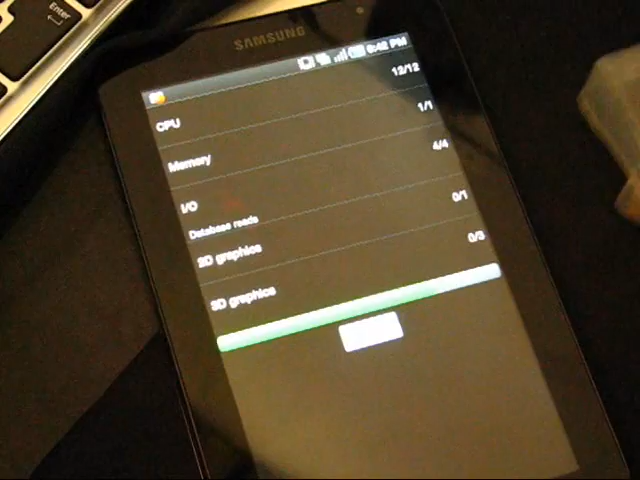 Enter
SAMSUNG
9:42 PM
CPU 12/12
Memory 1/1
I/O 4/4
Database reads
2D graphics 0/1
3D graphics 0/3